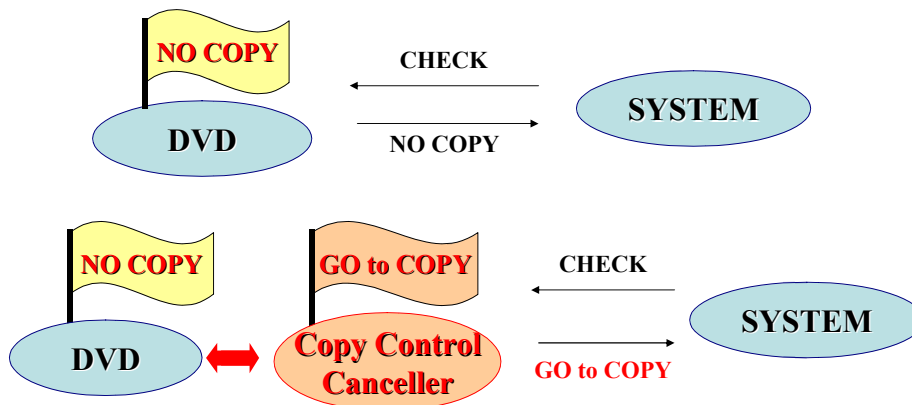 NO COPY
CHECK
SYSTEM
DVD
NO COPY
NO COPY
GO to COPY
CHECK
SYSTEM
DVD
Copy Control
Canceller
GO to COPY